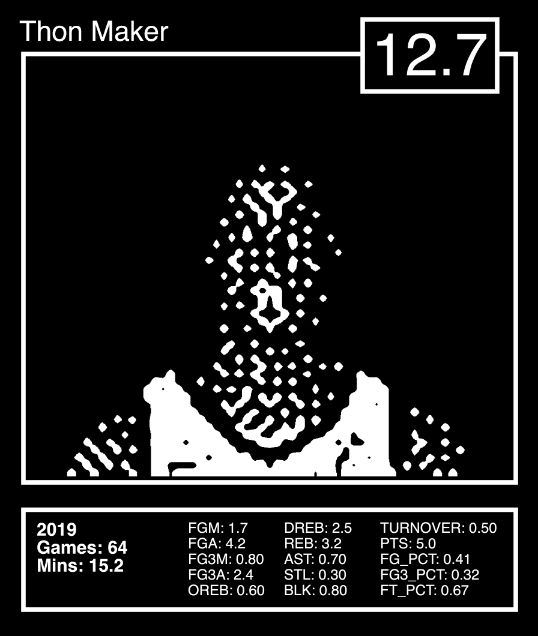 Thon Maker
12.7
2019
Games: 64
Mins: 15.2
FGM: 1.7
FGA: 4.2
FG3M: 0.80
FG3A: 2.4
OREB: 0.60
DREB: 2.5
REB: 3.2
AST: 0.70
STL: 0.30
BLK: 0.80
TURNOVER: 0.50
PTS: 5.0
FG_PCT: 0.41
FG3_PCT: 0.32
FT_PCT: 0.67